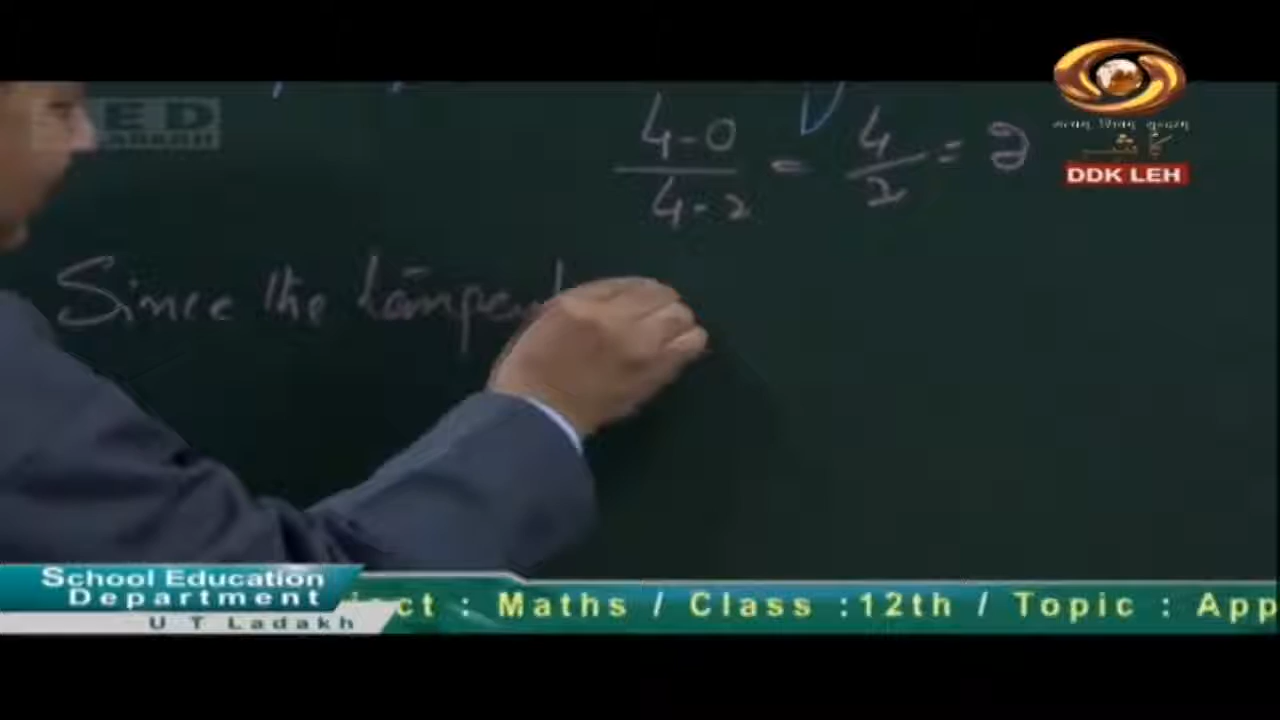 4-0 / 4-2 = 4/2 = 2
DDK LEH
Since the tangent
School Education
Department
U T Ladakh
ject : Maths / Class :12th / Topic : App